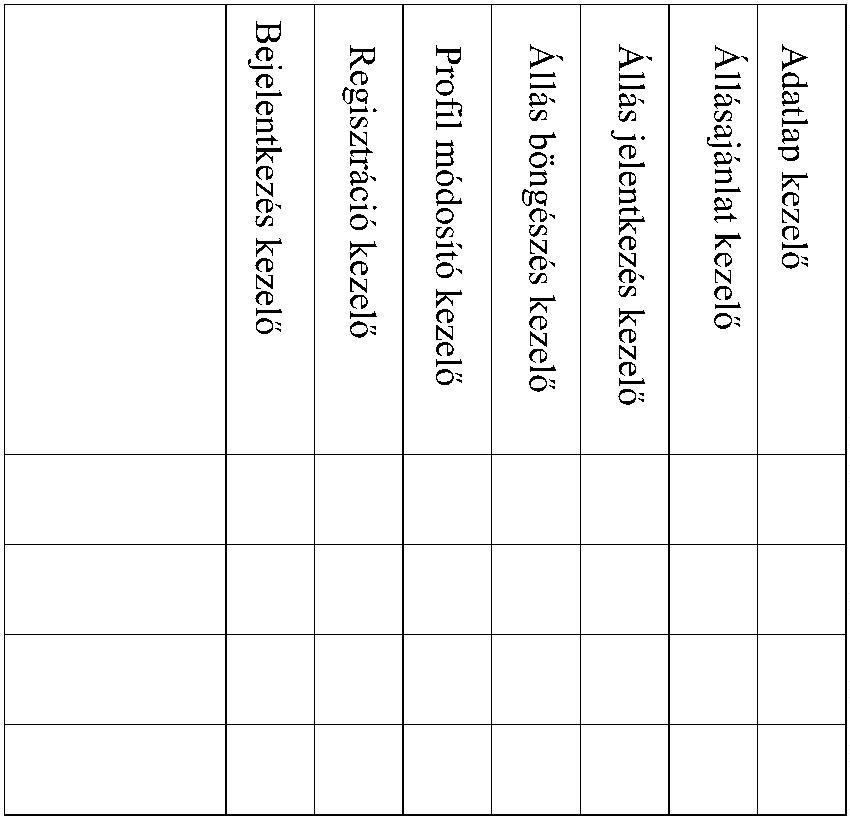 Bejelentkezés kezelő
Regisztráció kezelő
Profil módosító kezelő
Állás böngészés kezelő
Állás jelentkezés kezelő
Állásajánlat kezelő
Adatlap kezelő